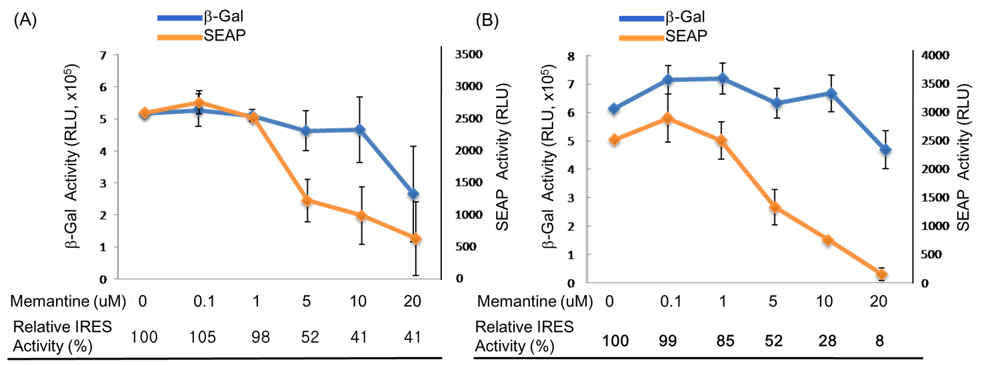 (A)
β-Gal
SEAP
7
6
5
4
3
2
1
0
β-Gal Activity (RLU, x10⁵)
3500
3000
2500
2000
1500
1000
500
0
SEAP Activity (RLU)
Memantine (uM) 0 0.1 1 5 10 20
Relative IRES
Activity (%) 100 105 98 52 41 41
(B)
β-Gal
SEAP
8
7
6
5
4
3
2
1
0
β-Gal Activity (RLU, x10⁵)
4000
3500
3000
2500
2000
1500
1000
500
0
SEAP Activity (RLU)
Memantine (uM) 0 0.1 1 5 10 20
Relative IRES
Activity (%) 100 99 85 52 28 8